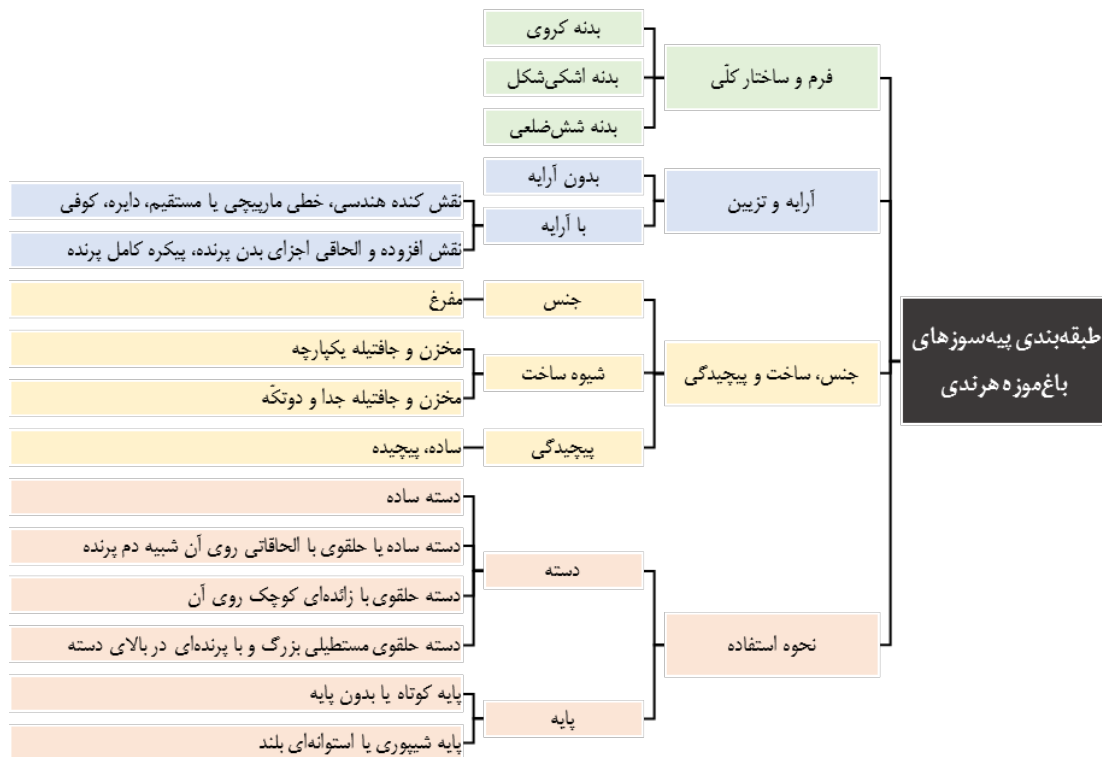 طبقه‌بندی پیه‌سوزهای
باغ‌موزه هرندی
فرم و ساختار کلّی
بدنه کروی
بدنه اشکی‌شکل
بدنه شش‌ضلعی
آرایه و تزیین
بدون آرایه
با آرایه
نقش کنده هندسی، خطی مارپیچی یا مستقیم، دایره، کوفی
نقش افزوده و الحاقی اجزای بدن پرنده، پیکره کامل پرنده
جنس، ساخت و پیچیدگی
جنس
مفرغ
شیوه ساخت
مخزن و جافتیله یکپارچه
مخزن و جافتیله جدا و دوتکّه
پیچیدگی
ساده، پیچیده
نحوه استفاده
دسته
دسته ساده
دسته ساده یا حلقوی با الحاقاتی روی آن شبیه دم پرنده
دسته حلقوی با زائده‌ای کوچک روی آن
دسته حلقوی مستطیلی بزرگ و با پرنده‌ای در بالای دسته
پایه
پایه کوتاه یا بدون پایه
پایه شیپوری یا استوانه‌ای بلند